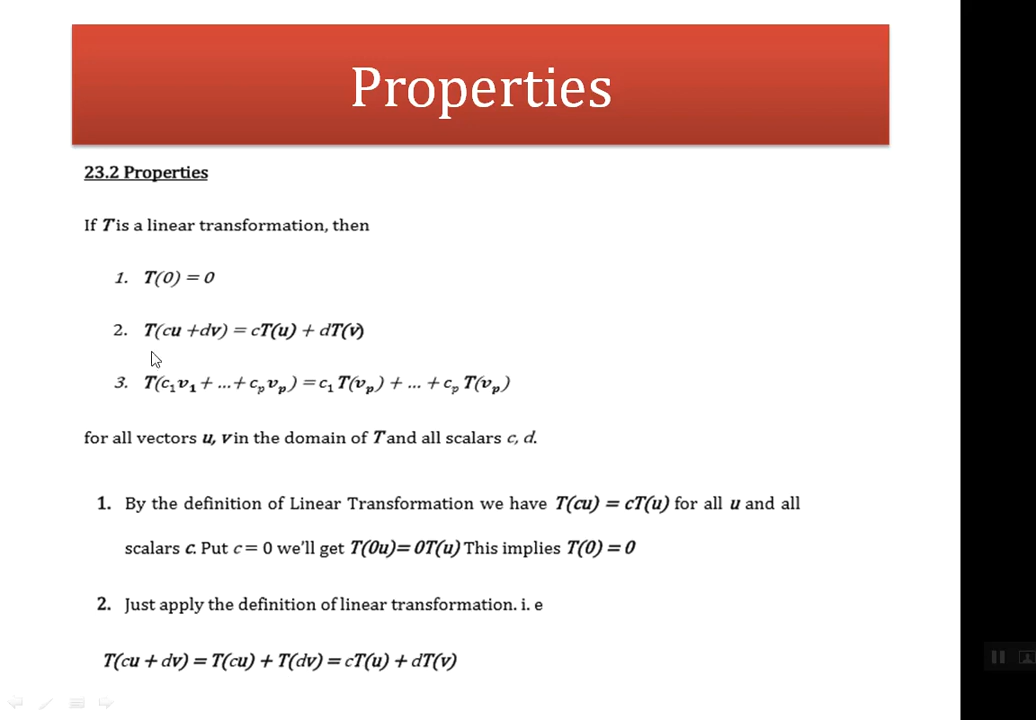 Properties
23.2 Properties
If T is a linear transformation, then
1. T(0) = 0
2. T(cu +dv) = cT(u) + dT(v)
3. T(c₁v₁ + ...+ cₚvₚ) = c₁ T(vₚ) + ... + cₚ T(vₚ)
for all vectors u, v in the domain of T and all scalars c, d.
1. By the definition of Linear Transformation we have T(cu) = cT(u) for all u and all
scalars c. Put c = 0 we'll get T(0u)= 0T(u) This implies T(0) = 0
2. Just apply the definition of linear transformation. i. e
T(cu + dv) = T(cu) + T(dv) = cT(u) + dT(v)